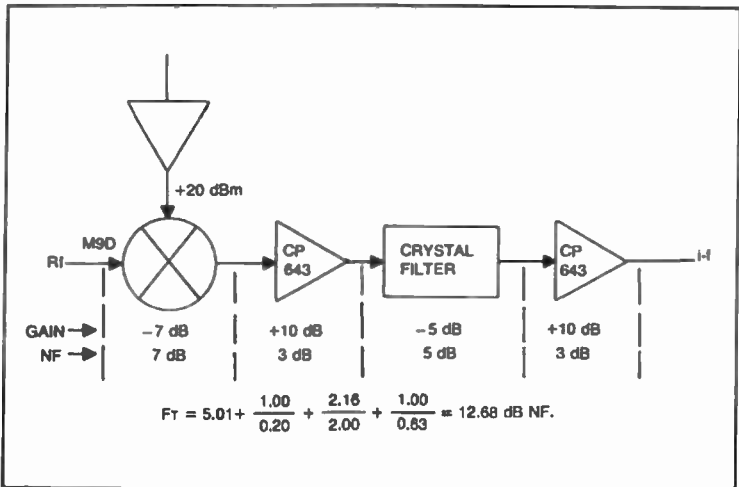 +20 dBm
M9D
Rf
CP
643
CRYSTAL
FILTER
CP
643
i-f
GAIN → -7 dB +10 dB -5 dB +10 dB
NF → 7 dB 3 dB 5 dB 3 dB
FT = 5.01 + 1.00/0.20 + 2.16/2.00 + 1.00/0.63 = 12.68 dB NF.